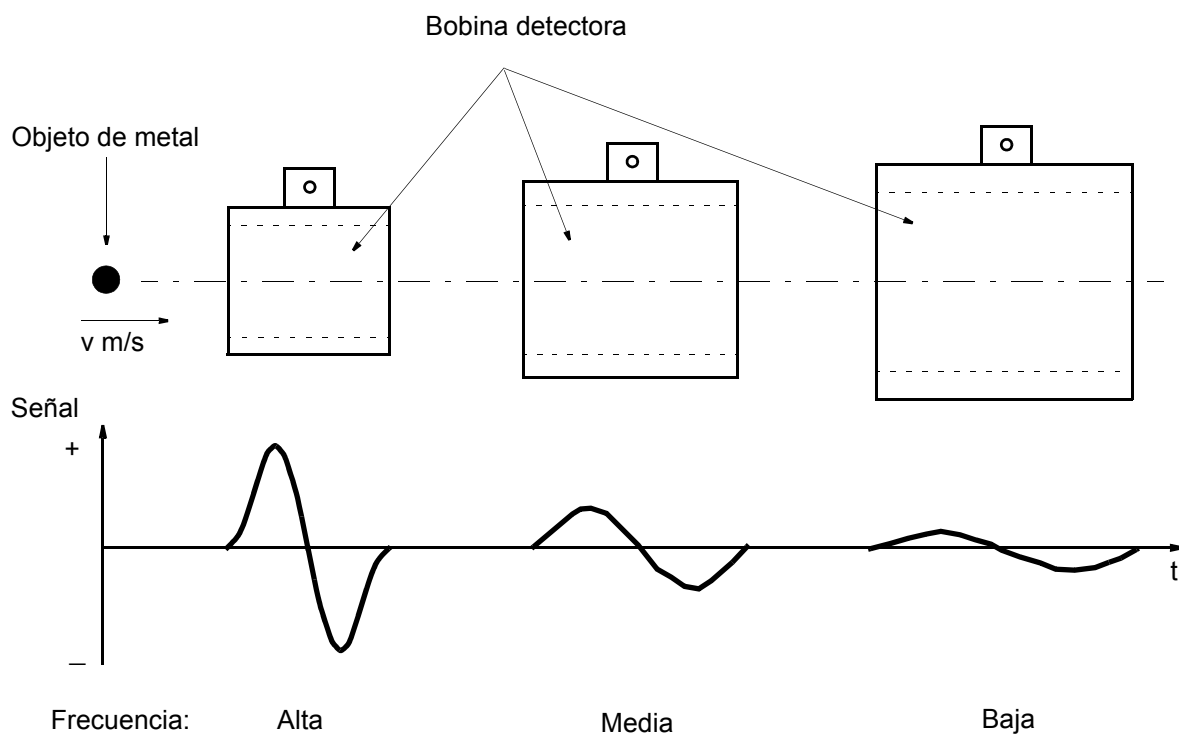 Bobina detectora
Objeto de metal
v m/s
Señal
+
t
–
Frecuencia: Alta Media Baja